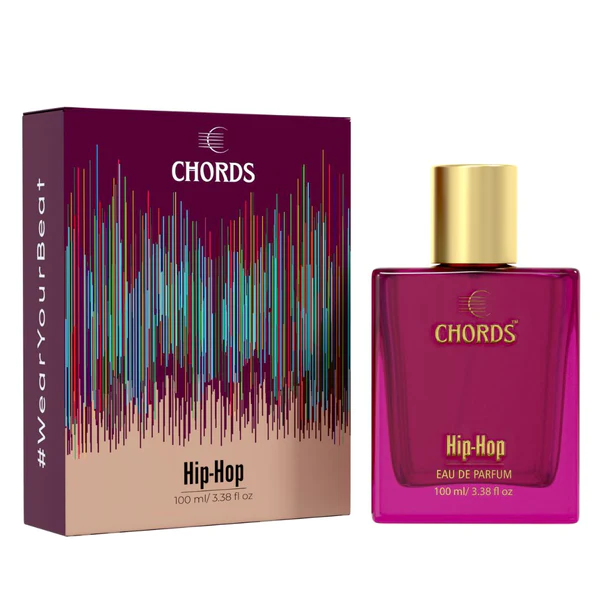 #WearYourBeat
CHORDS
Hip-Hop
100 ml/ 3.38 fl oz
CHORDS™
Hip-Hop
EAU DE PARFUM
100 ml/ 3.38 fl oz